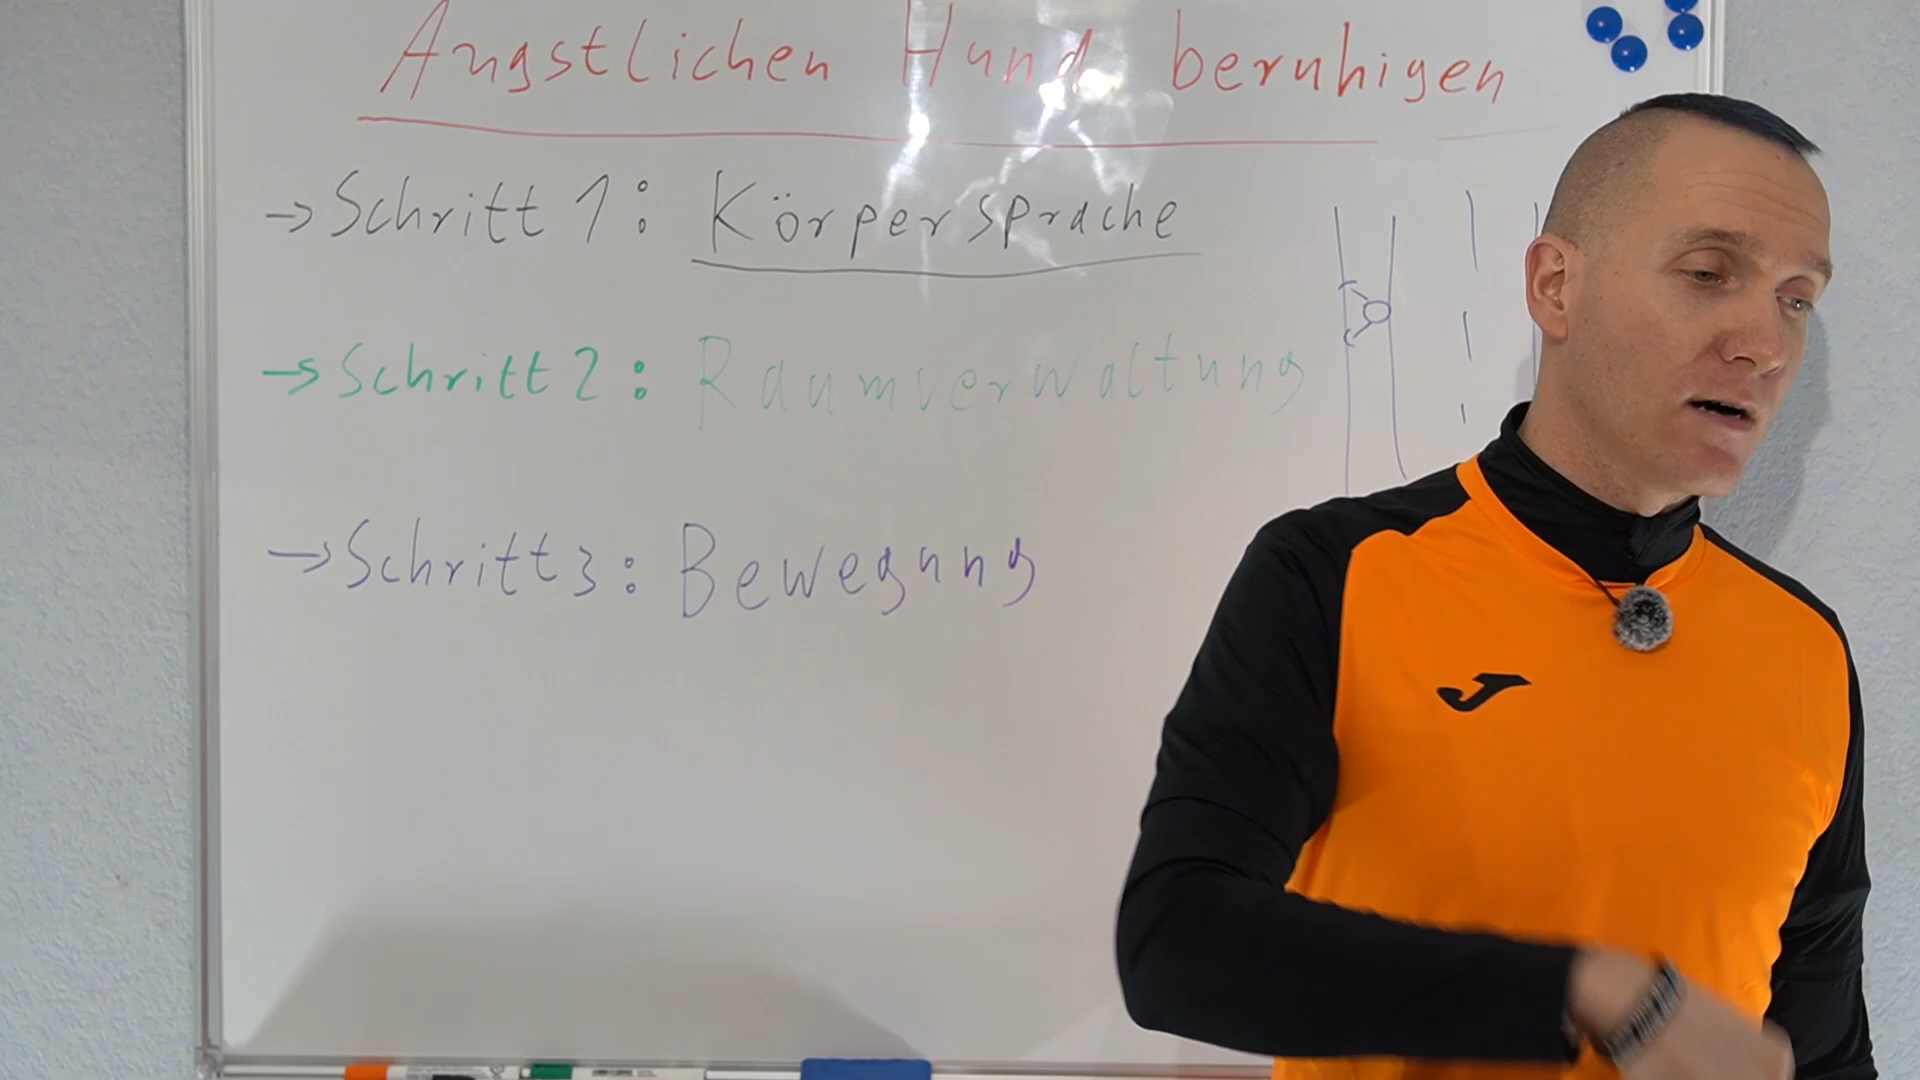 Ängstlichen Hund beruhigen
→ Schritt 1: Körpersprache
→ Schritt 2: Raumverwaltung
→ Schritt 3: Bewegung